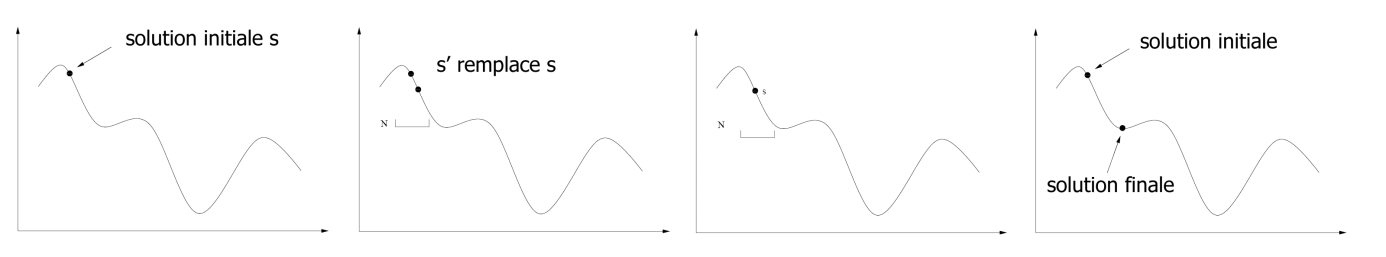 solution initiale s
s' remplace s
N
N
s
solution initiale
solution finale